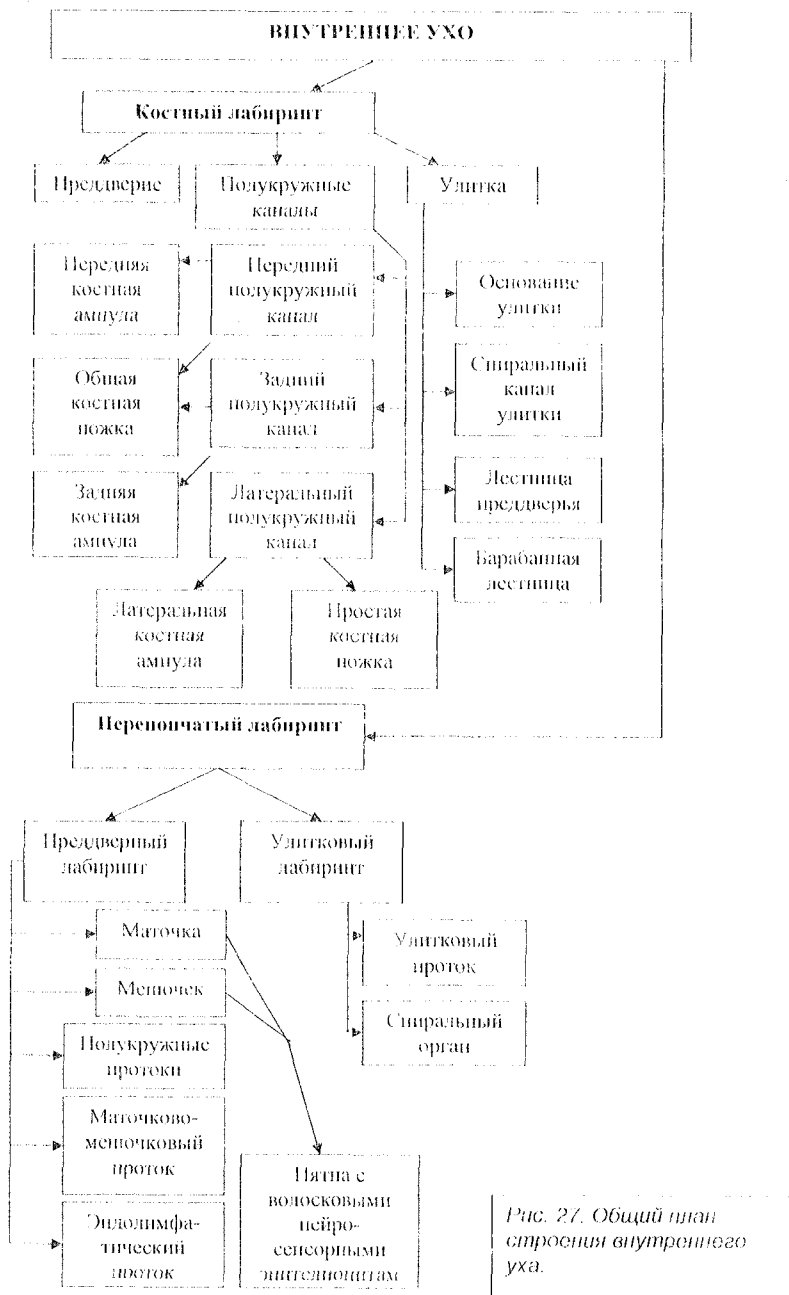 ВНУТРЕННЕЕ УХО
Костный лабиринт
Преддверие
Полукружные
каналы
Улитка
Передняя
костная
ампула
Передний
полукружный
канал
Основание
улитки
Общая
костная
ножка
Задний
полукружный
канал
Спиральный
канал
улитки
Задняя
костная
ампула
Латеральный
полукружный
канал
Лестница
преддверья
Барабанная
лестница
Латеральная
костная
ампула
Простая
костная
ножка
Перепончатый лабиринт
Преддверный
лабиринт
Улитковый
лабиринт
Маточка
Мешочек
Полукружные
протоки
Маточково-
мешочковый
проток
Эндолимфа-
тический
проток
Улитковый
проток
Спиральный
орган
Пятна с
волосковыми
нейро-
сенсорными
эпителиоцитам
Рис. 27. Общий план
строения внутреннего
уха.